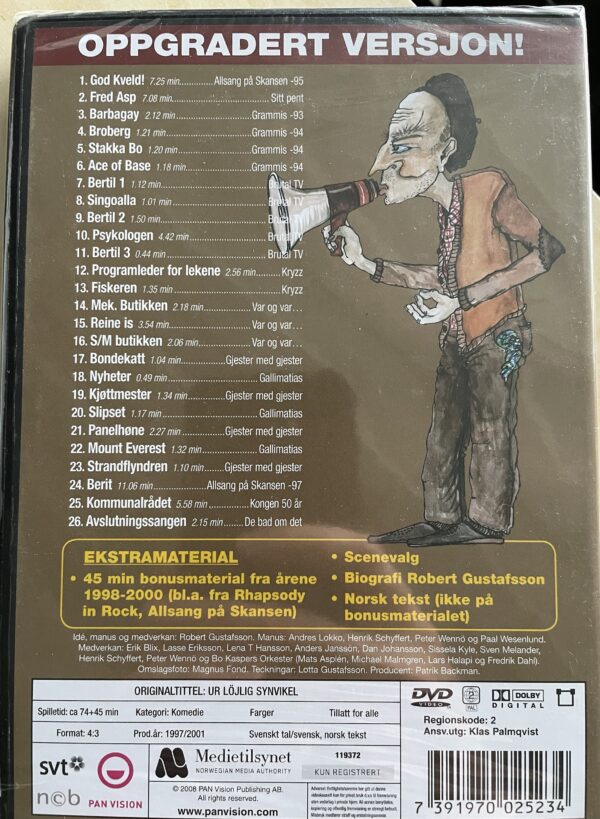 OPPGRADERT VERSJON!
1. God Kveld! 7.25 min. Allsang på Skansen -95
2. Fred Asp 7.08 min. Sitt pent
3. Barbagay 2.12 min Grammis -93
4. Broberg 1.21 min Grammis -94
5. Stakka Bo 1.20 min Grammis -94
6. Ace of Base 1.18 min Grammis -94
7. Bertil 1 1.12 min Brutal TV
8. Singoalla 1.01 min Brutal TV
9. Bertil 2 1.50 min Brutal TV
10. Psykologen 4.42 min Brutal TV
11. Bertil 3 0.44 min Brutal TV
12. Programleder for lekene 2.56 min Kryzz
13. Fiskeren 1.35 min Kryzz
14. Mek. Butikken 2.18 min Var og var...
15. Reine is 3.54 min Var og var...
16. S/M butikken 2.06 min Var og var...
17. Bondekatt 1.04 min Gjester med gjester
18. Nyheter 0.49 min Gallimatias
19. Kjøttmester 1.34 min Gjester med gjester
20. Slipset 1.17 min Gallimatias
21. Panelhøne 2.27 min Gjester med gjester
22. Mount Everest 1.32 min Gallimatias
23. Strandflyndren 1.10 min Gjester med gjester
24. Berit 11.06 min Allsang på Skansen -97
25. Kommunalrådet 5.58 min Kongen 50 år
26. Avslutningssangen 2.15 min De bad om det
EKSTRAMATERIAL
• 45 min bonusmaterial fra årene
1998-2000 (bl.a. fra Rhapsody
in Rock, Allsang på Skansen)
• Scenevalg
• Biografi Robert Gustafsson
• Norsk tekst (ikke på
bonusmaterialet)
Idé, manus og medverkan: Robert Gustafsson. Manus: Andres Lokko, Henrik Schyffert, Peter Wennö og Paal Wesenlund.
Medverkan: Erik Blix, Lasse Eriksson, Lena T Hansson, Anders Jansson, Dan Johansson, Sissela Kyle, Sven Melander,
Henrik Schyffert, Peter Wennö og Bo Kaspers Orkester (Mats Asplén, Michael Malmgren, Lars Halapi og Fredrik Dahl).
Omslagsfoto: Magnus Fond. Teckningar: Lotta Gustafsson. Producent: Patrik Backman.
ORIGINALTITTEL: UR LÖJLIG SYNVIKEL
Spilletid: ca 74+45 min Kategori: Komedie Farger Tillatt for alle
Format: 4:3 Prod.år: 1997/2001 Svenskt tal/svensk, norsk tekst
DVD
VIDEO
2
PAL
DOLBY
DIGITAL
Regionskode: 2
Ansv.utg: Klas Palmqvist
svt
ncb
PAN VISION
Medietilsynet
NORWEGIAN MEDIA AUTHORITY
119372
KUN REGISTRERT
© 2008 PAN Vision Publishing AB.
All rights reserved.
www.panvision.com
7 391970 025234